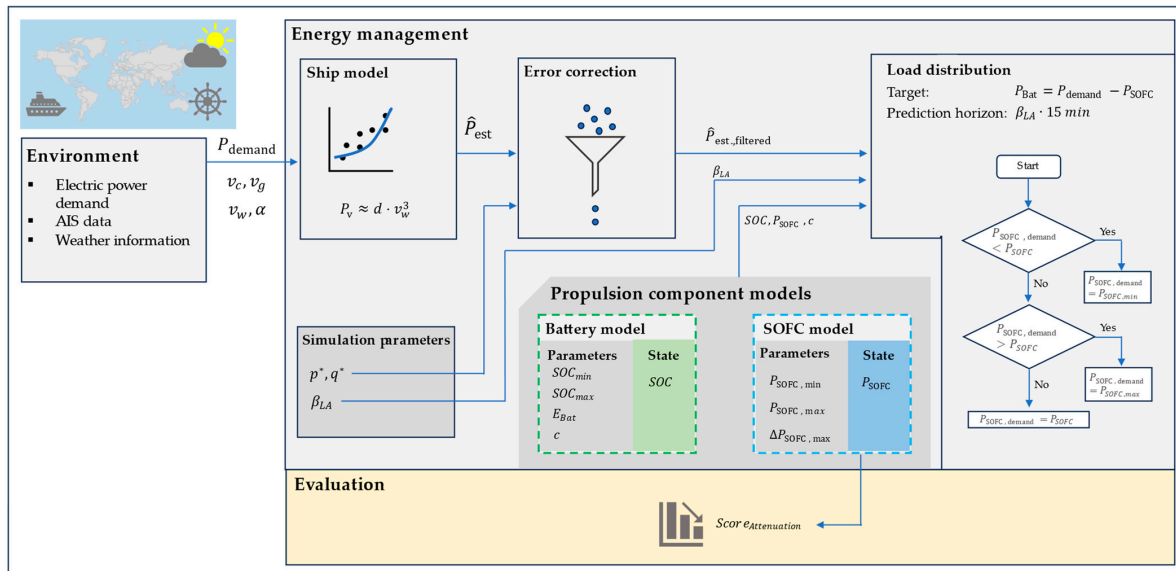 Energy management
Ship model
P_v ≈ d · v_w^3
Error correction
Load distribution
Target: P_Bat = P_demand − P_SOFC
Prediction horizon: β_LA · 15 min
Environment
▪ Electric power
demand
▪ AIS data
▪ Weather information
P_demand
v_c, v_g
v_w, α
P̂_est
P̂_est.,filtered
β_LA
SOC, P_SOFC, c
Start
P_SOFC,demand
< P_SOFC
Yes
P_SOFC,demand
= P_SOFC,min
No
P_SOFC,demand
> P_SOFC
Yes
P_SOFC,demand
= P_SOFC,max
No
P_SOFC,demand = P_SOFC
Simulation parameters
p*, q*
β_LA
Propulsion component models
Battery model
Parameters State
SOC_min
SOC
SOC_max
E_Bat
c
SOFC model
Parameters State
P_SOFC,min
P_SOFC
P_SOFC,max
ΔP_SOFC,max
Evaluation
Score_Attenuation